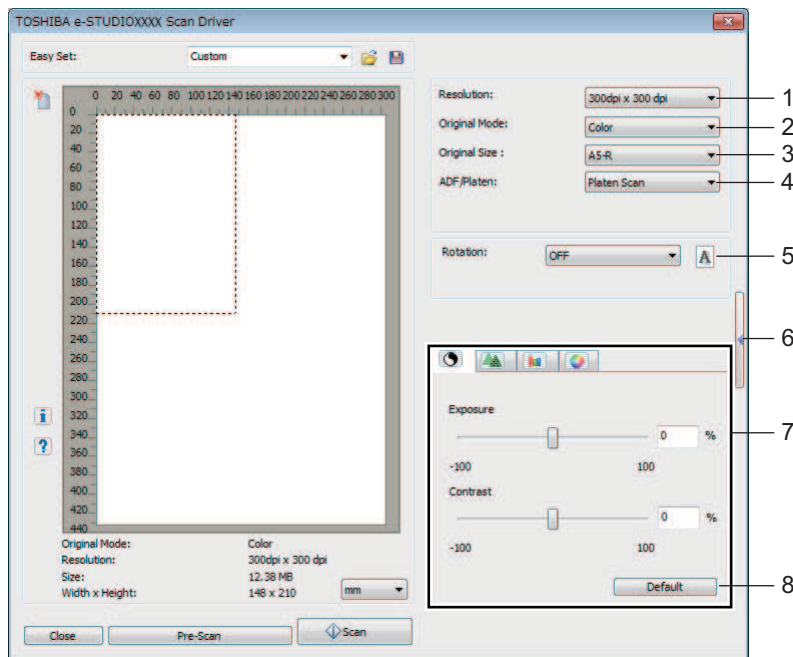 TOSHIBA e-STUDIOXXXX Scan Driver
Easy Set: Custom
0 20 40 60 80 100 120 140 160 180 200 220 240 260 280 300
0
20
40
60
80
100
120
140
160
180
200
220
240
260
280
300
320
340
360
380
400
420
440
i
?
Original Mode: Color
Resolution: 300dpi x 300 dpi
Size: 12.38 MB
Width x Height: 148 x 210 mm
Close Pre-Scan Scan
Resolution: 300dpi x 300 dpi 1
Original Mode: Color 2
Original Size : A5-R 3
ADF/Platen: Platen Scan 4
Rotation: OFF A 5
6
7
Exposure
0 %
-100 100
Contrast
0 %
-100 100
Default 8